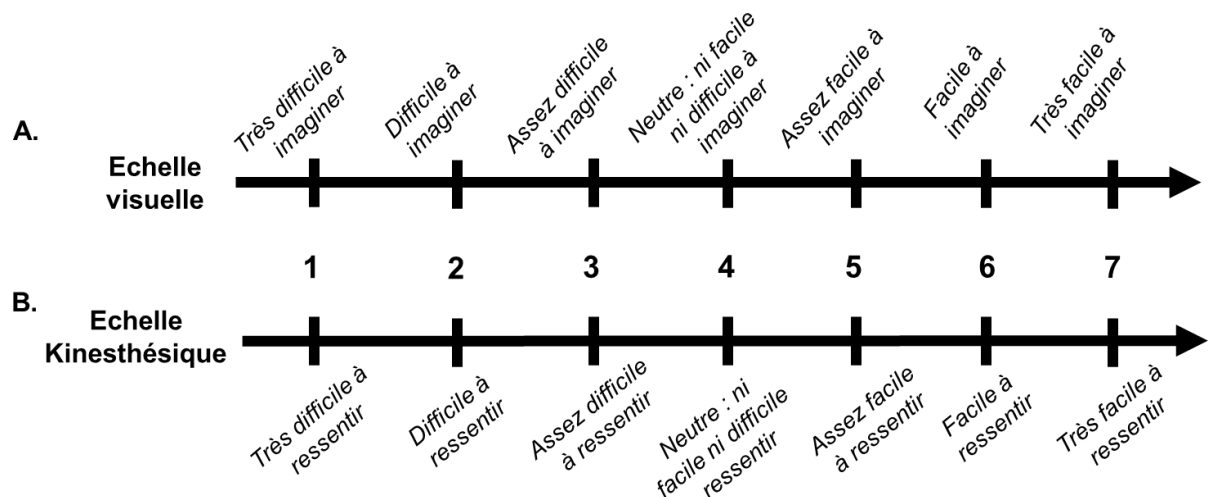 A.
Echelle
visuelle
Très difficile à
imaginer
Difficile à
imaginer
Assez difficile
à imaginer
Neutre : ni facile
ni difficile à
imaginer
Assez facile à
imaginer
Facile à
imaginer
Très facile à
imaginer
1 2 3 4 5 6 7
B.
Echelle
Kinesthésique
Très difficile à
ressentir
Difficile à
ressentir
Assez difficile
à ressentir
Neutre : ni
facile ni difficile
ressentir
Assez facile
à ressentir
Facile à
ressentir
Très facile à
ressentir